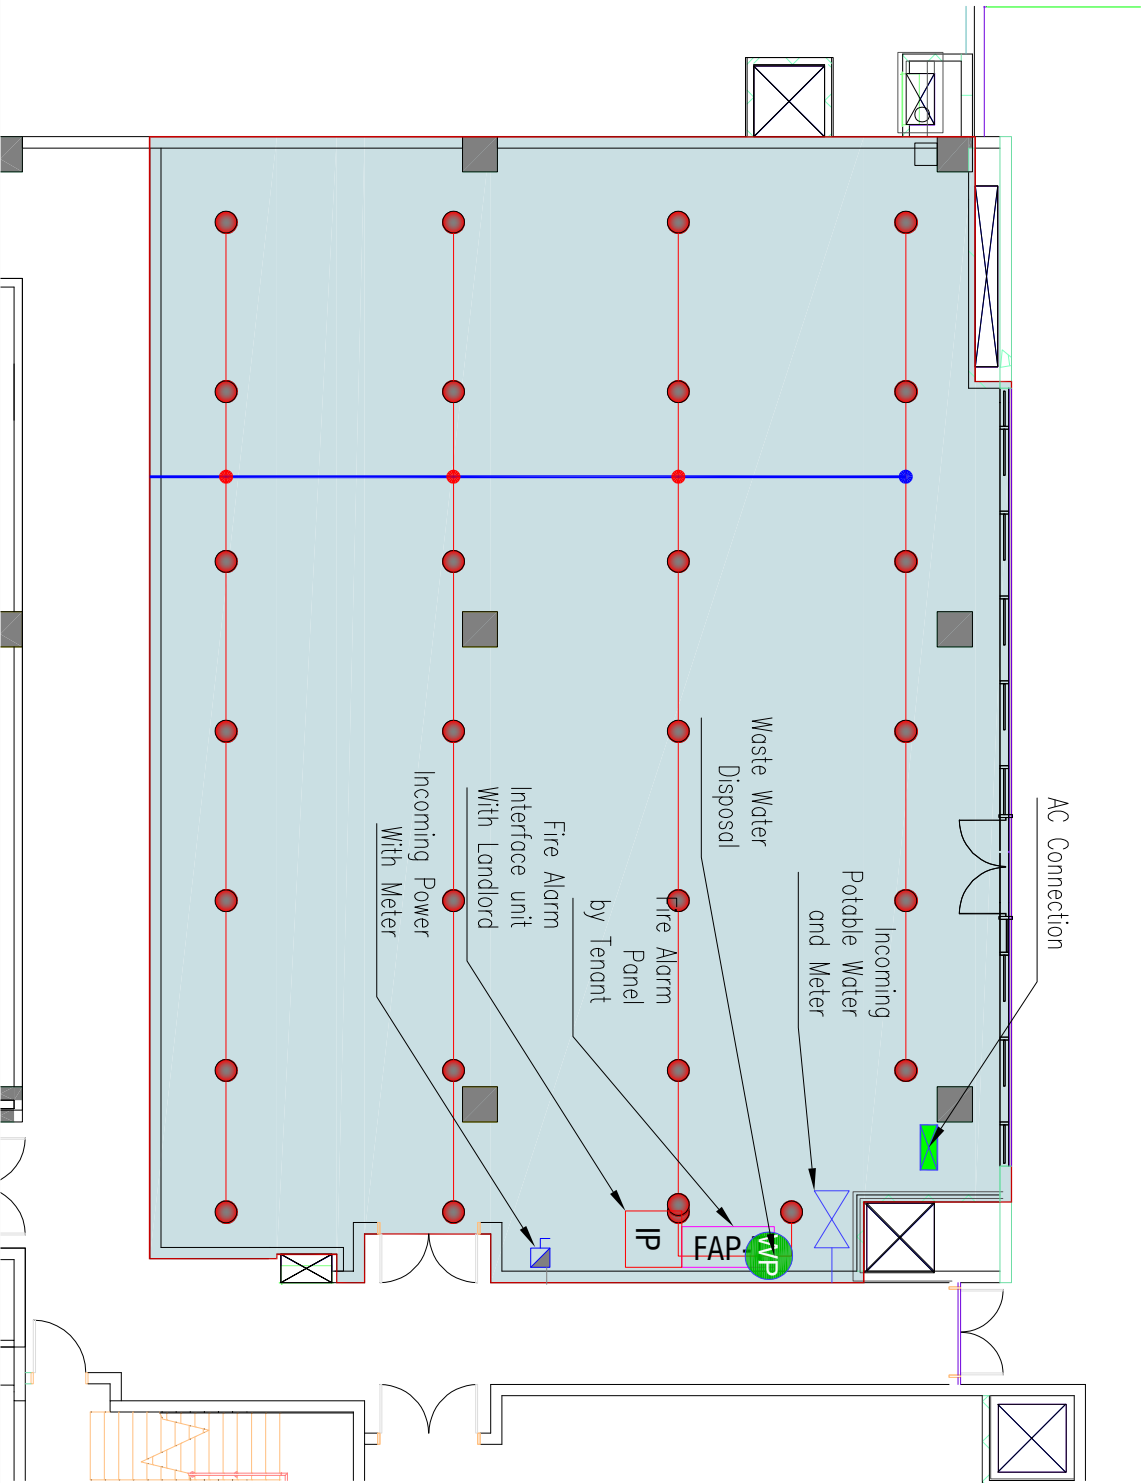 AC Connection
Incoming
Potable Water
and Meter
Waste Water
Disposal
Fire Alarm
Panel
by Tenant
Fire Alarm
Interface unit
With Landlord
Incoming Power
With Meter
IP
FAP-
WP